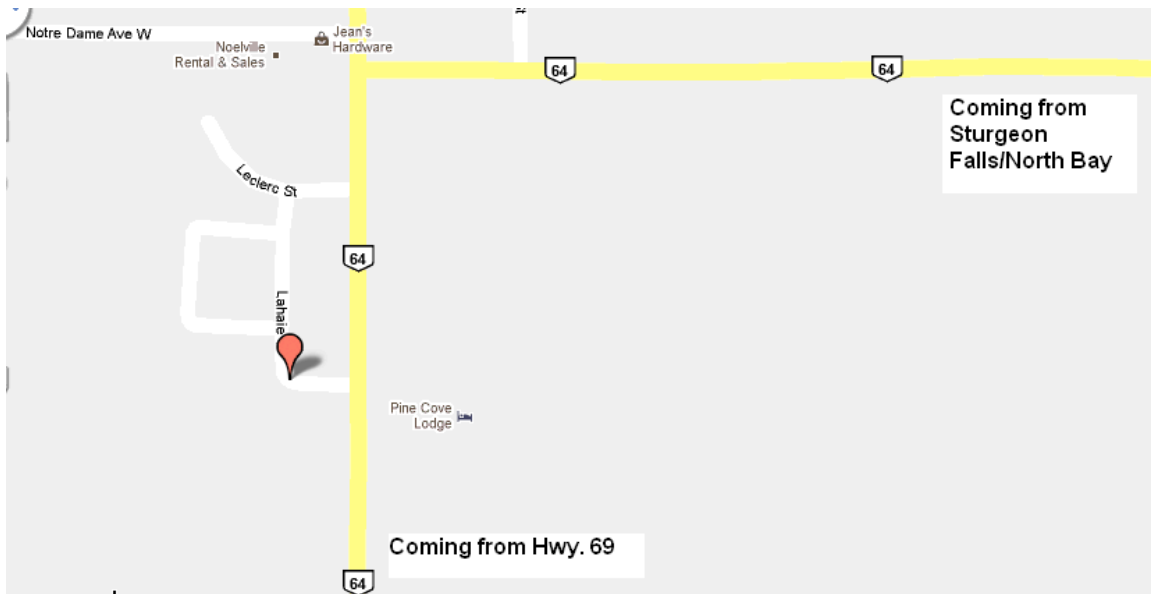 Notre Dame Ave W
Jean's
Hardware
Noelville
Rental & Sales
64
64
Coming from
Sturgeon
Falls/North Bay
Leclerc St
64
Lahaie
Pine Cove
Lodge
Coming from Hwy. 69
64